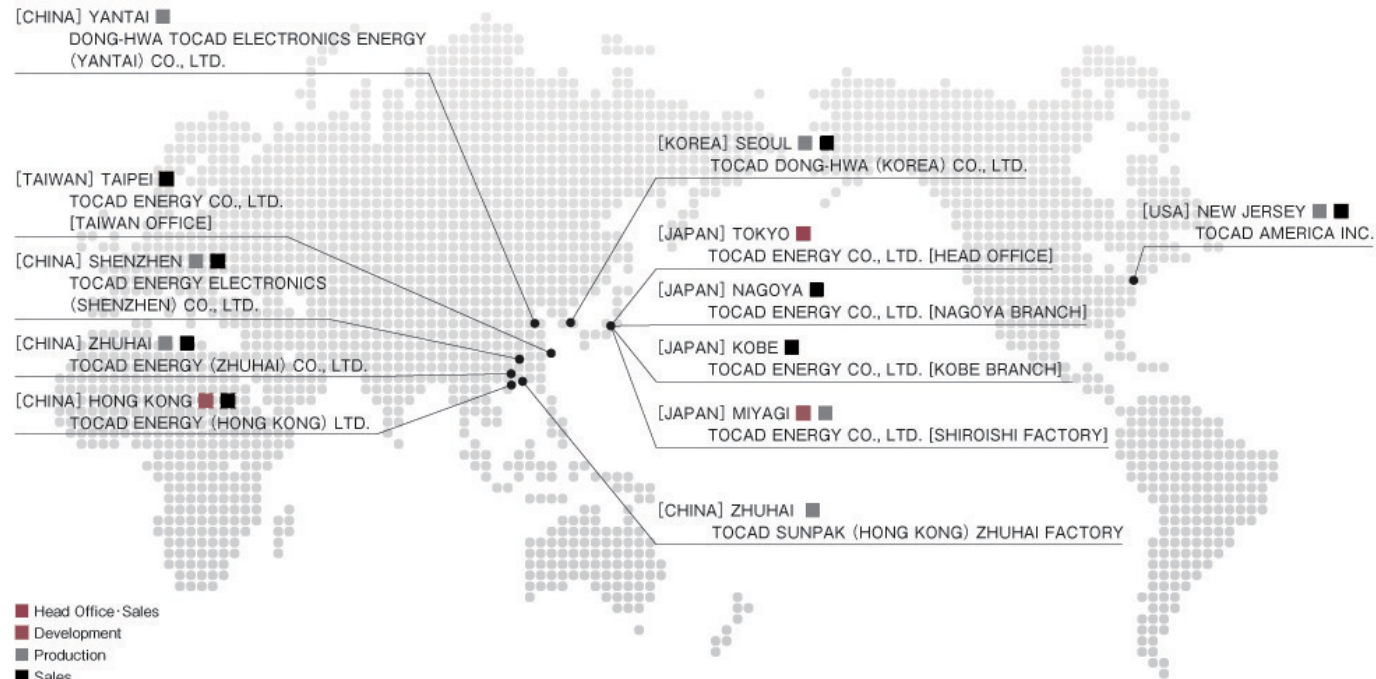 [CHINA] YANTAI
DONG-HWA TOCAD ELECTRONICS ENERGY
(YANTAI) CO., LTD.
[TAIWAN] TAIPEI
TOCAD ENERGY CO., LTD.
[TAIWAN OFFICE]
[CHINA] SHENZHEN
TOCAD ENERGY ELECTRONICS
(SHENZHEN) CO., LTD.
[CHINA] ZHUHAI
TOCAD ENERGY (ZHUHAI) CO., LTD.
[CHINA] HONG KONG
TOCAD ENERGY (HONG KONG) LTD.
[KOREA] SEOUL
TOCAD DONG-HWA (KOREA) CO., LTD.
[JAPAN] TOKYO
TOCAD ENERGY CO., LTD. [HEAD OFFICE]
[JAPAN] NAGOYA
TOCAD ENERGY CO., LTD. [NAGOYA BRANCH]
[JAPAN] KOBE
TOCAD ENERGY CO., LTD. [KOBE BRANCH]
[JAPAN] MIYAGI
TOCAD ENERGY CO., LTD. [SHIROISHI FACTORY]
[CHINA] ZHUHAI
TOCAD SUNPAK (HONG KONG) ZHUHAI FACTORY
[USA] NEW JERSEY
TOCAD AMERICA INC.
Head Office·Sales
Development
Production
Sales